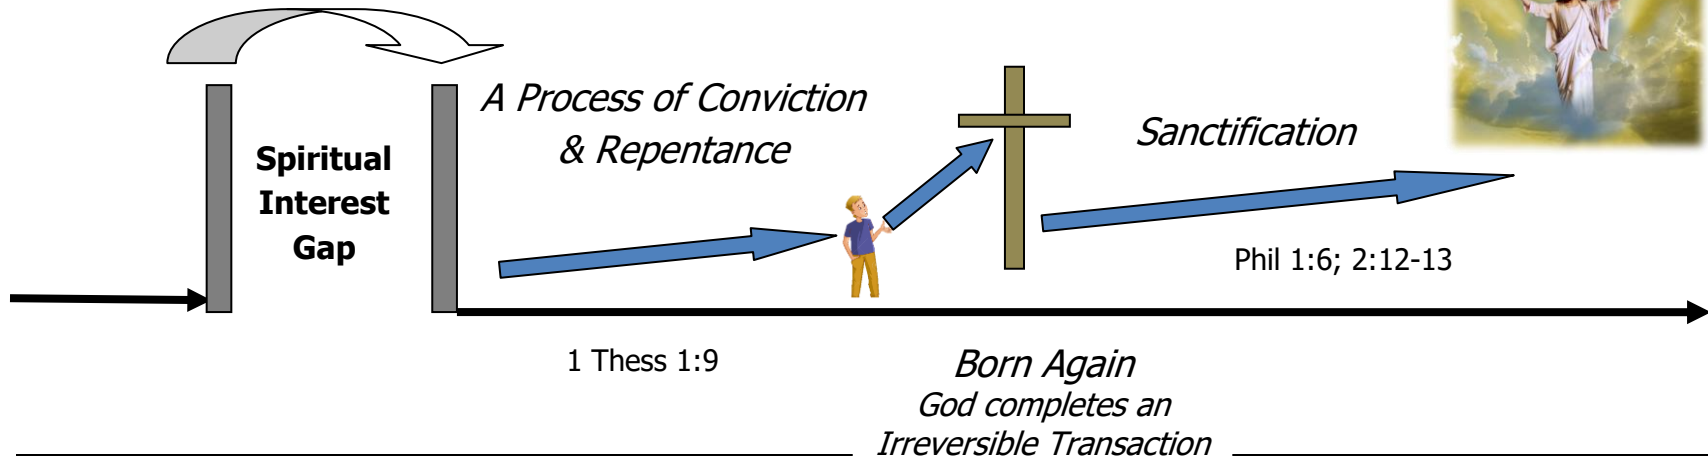 Spiritual
Interest
Gap
A Process of Conviction
& Repentance
Sanctification
Phil 1:6; 2:12-13
1 Thess 1:9
Born Again
God completes an
Irreversible Transaction